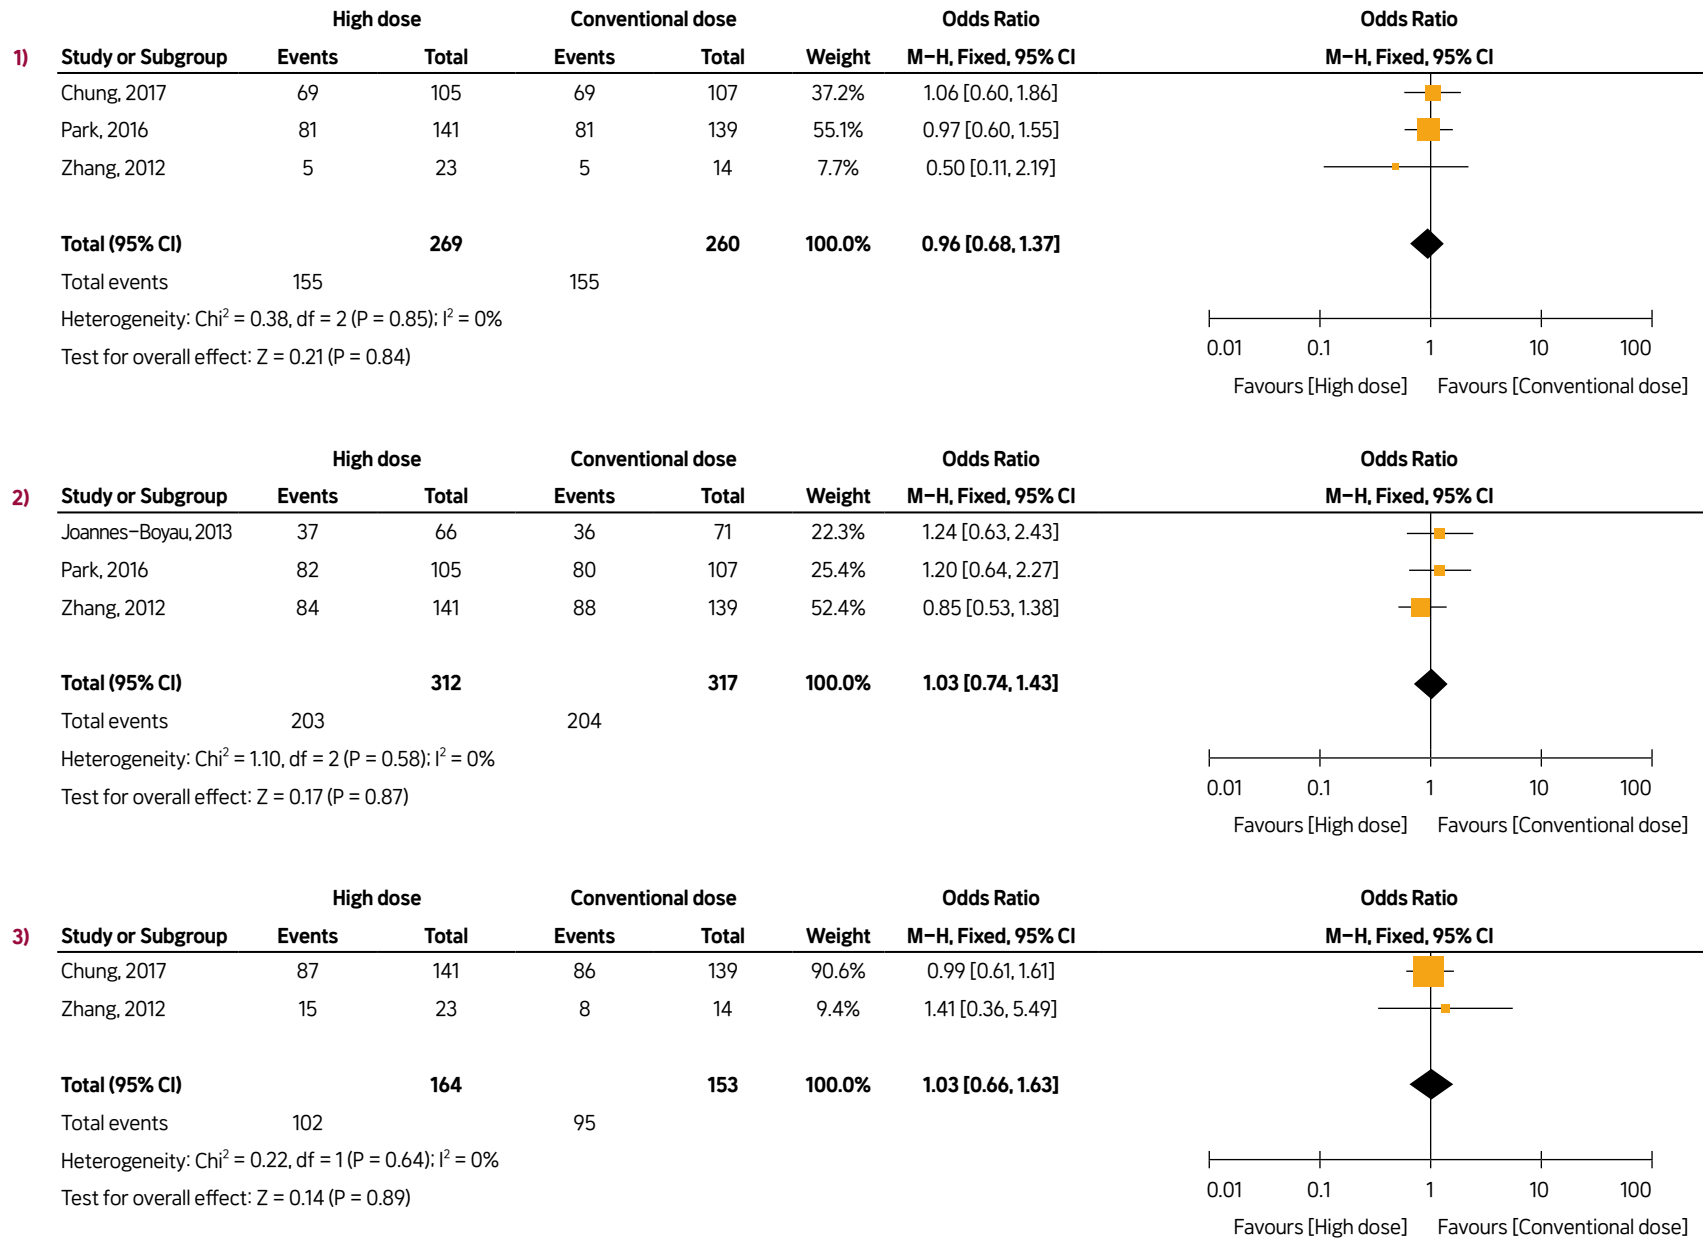 High dose Conventional dose Odds Ratio Odds Ratio
1) Study or Subgroup Events Total Events Total Weight M–H, Fixed, 95% CI M–H, Fixed, 95% CI
Chung, 2017 69 105 69 107 37.2% 1.06 [0.60, 1.86]
Park, 2016 81 141 81 139 55.1% 0.97 [0.60, 1.55]
Zhang, 2012 5 23 5 14 7.7% 0.50 [0.11, 2.19]
Total (95% CI) 269 260 100.0% 0.96 [0.68, 1.37]
Total events 155 155
Heterogeneity: Chi² = 0.38, df = 2 (P = 0.85); I² = 0%
Test for overall effect: Z = 0.21 (P = 0.84)
0.01 0.1 1 10 100
Favours [High dose] Favours [Conventional dose]
High dose Conventional dose Odds Ratio Odds Ratio
2) Study or Subgroup Events Total Events Total Weight M–H, Fixed, 95% CI M–H, Fixed, 95% CI
Joannes–Boyau, 2013 37 66 36 71 22.3% 1.24 [0.63, 2.43]
Park, 2016 82 105 80 107 25.4% 1.20 [0.64, 2.27]
Zhang, 2012 84 141 88 139 52.4% 0.85 [0.53, 1.38]
Total (95% CI) 312 317 100.0% 1.03 [0.74, 1.43]
Total events 203 204
Heterogeneity: Chi² = 1.10, df = 2 (P = 0.58); I² = 0%
Test for overall effect: Z = 0.17 (P = 0.87)
0.01 0.1 1 10 100
Favours [High dose] Favours [Conventional dose]
High dose Conventional dose Odds Ratio Odds Ratio
3) Study or Subgroup Events Total Events Total Weight M–H, Fixed, 95% CI M–H, Fixed, 95% CI
Chung, 2017 87 141 86 139 90.6% 0.99 [0.61, 1.61]
Zhang, 2012 15 23 8 14 9.4% 1.41 [0.36, 5.49]
Total (95% CI) 164 153 100.0% 1.03 [0.66, 1.63]
Total events 102 95
Heterogeneity: Chi² = 0.22, df = 1 (P = 0.64); I² = 0%
Test for overall effect: Z = 0.14 (P = 0.89)
0.01 0.1 1 10 100
Favours [High dose] Favours [Conventional dose]